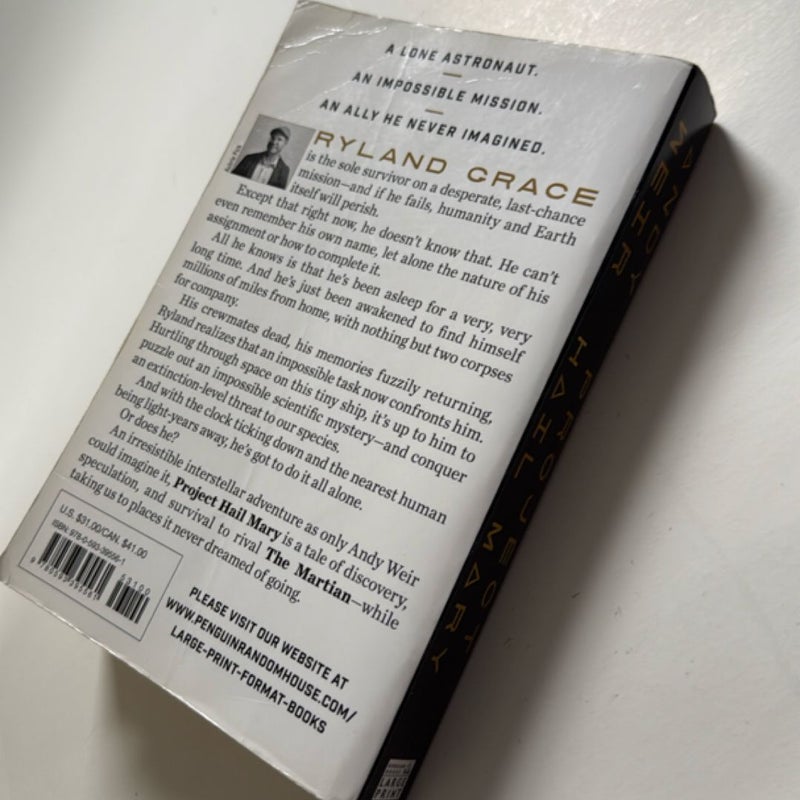 A LONE ASTRONAUT.
AN IMPOSSIBLE MISSION.
AN ALLY HE NEVER IMAGINED.
RYLAND GRACE
is the sole survivor on a desperate, last-chance
mission—and if he fails, humanity and Earth
itself will perish.
Except that right now, he doesn't know that. He can't
even remember his own name, let alone the nature of his
assignment or how to complete it.
All he knows is that he's been asleep for a very, very
long time. And he's just been awakened to find himself
millions of miles from home, with nothing but two corpses
for company.
His crewmates dead, his memories fuzzily returning,
Ryland realizes that an impossible task now confronts him.
Hurtling through space on this tiny ship, it's up to him to
puzzle out an impossible scientific mystery—and conquer
an extinction-level threat to our species.
And with the clock ticking down and the nearest human
being light-years away, he's got to do it all alone.
Or does he?
An irresistible interstellar adventure as only Andy Weir
could imagine it, Project Hail Mary is a tale of discovery,
speculation, and survival to rival The Martian—while
taking us to places it never dreamed of going.
U.S. $31.00/CAN. $41.00
ISBN: 978-0-593-39556-1
53100
9 780593 395561
PLEASE VISIT OUR WEBSITE AT
WWW.PENGUINRANDOMHOUSE.COM/
LARGE-PRINT-FORMAT-BOOKS
ANDY
WEIR
PROJECT
HAIL MARY
LARGE
PRINT